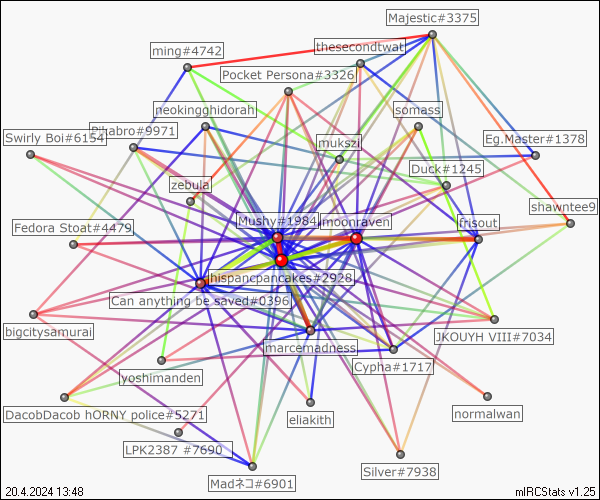 Majestic#3375
thesecondtwat
ming#4742
Pocket Persona#3326
neokingghidorah
somass
Swirly Boi#6154
Pikabro#9971
mukszi
Eg.Master#1378
Duck#1245
zebula
shawntee9
Mushy#1984
moonraven
frisout
Fedora Stoat#4479
hispancpancakes#2928
Can anything be saved#0396
bigcitysamurai
marcemadness
JKOUYH VIII#7034
Cypha#1717
yoshimanden
DacobDacob hORNY police#5271
eliakith
normalwan
LPK2387 #7690
Silver#7938
Madネコ#6901
20.4.2024 13:48
mIRCStats v1.25